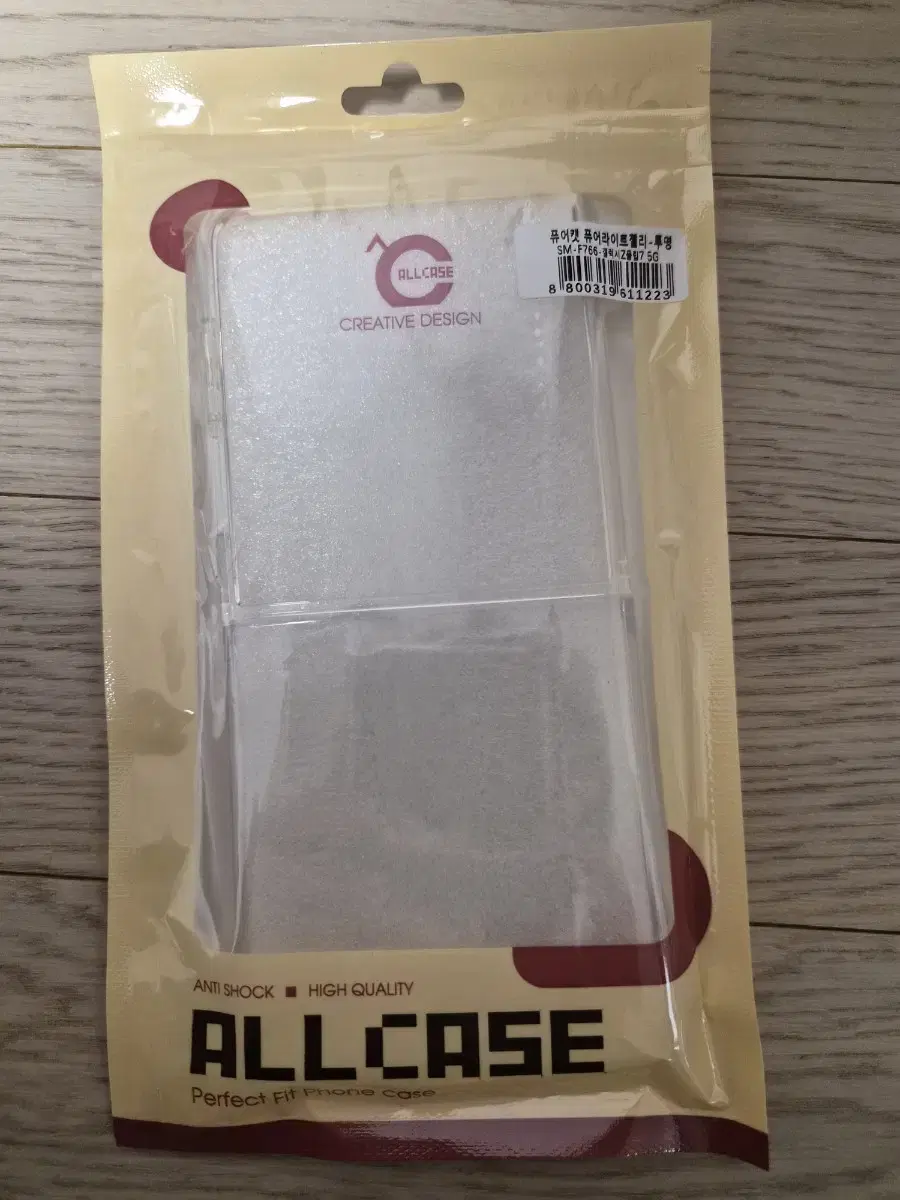 ALLCASE
CREATIVE DESIGN
퓨어캣 퓨어라이트젤리-투명
SM-F766-갤럭시Z플립7 5G
8 800319 611223
ANTI SHOCK ■ HIGH QUALITY
ALLCASE
Perfect Fit Phone Case